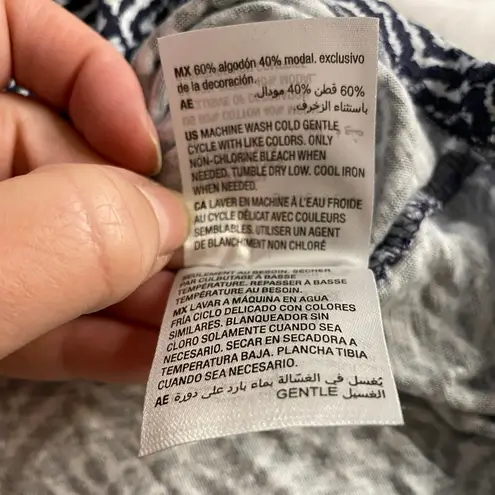 MX 60% algodón 40% modal. exclusivo
de la decoración.
AE 60% قطن 40% مودال.
باستثناء الزخرف.
US MACHINE WASH COLD GENTLE
CYCLE WITH LIKE COLORS. ONLY
NON-CHLORINE BLEACH WHEN
NEEDED. TUMBLE DRY LOW. COOL IRON
WHEN NEEDED.
CA LAVER EN MACHINE À L'EAU FROIDE
AU CYCLE DÉLICAT AVEC COULEURS
SEMBLABLES. UTILISER UN AGENT
DE BLANCHIMENT NON CHLORÉ
SEULEMENT AU BESOIN. SÉCHER
PAR CULBUTAGE À BASSE
TEMPÉRATURE. REPASSER À BASSE
TEMPÉRATURE AU BESOIN.
MX LAVAR A MÁQUINA EN AGUA
FRÍA CICLO DELICADO CON COLORES
SIMILARES. BLANQUEADOR SIN
CLORO SOLAMENTE CUANDO SEA
NECESARIO. SECAR EN SECADORA A
TEMPERATURA BAJA. PLANCHA TIBIA
CUANDO SEA NECESARIO.
AE يُغسل في الغسّالة بماء بارد على دورة
الغسيل GENTLE